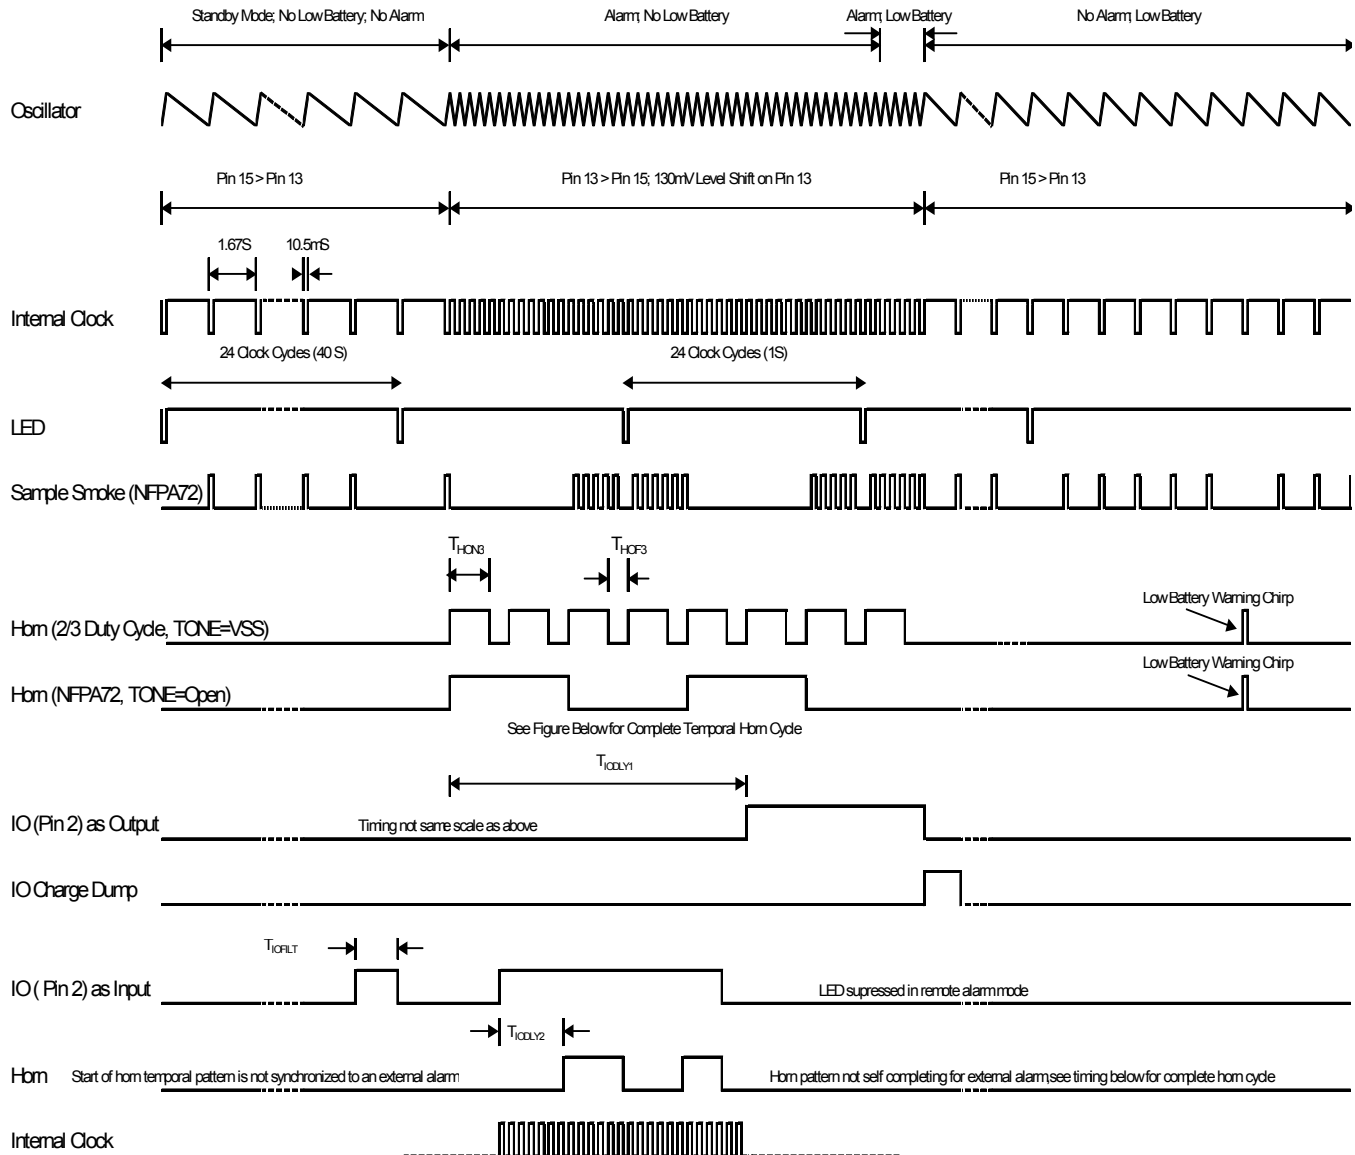 Standby Mode; No Low Battery; No Alarm
Alarm; No Low Battery
Alarm; Low Battery
No Alarm; Low Battery
Oscillator
Pin 15 > Pin 13
Pin 13 > Pin 15; 130mV Level Shift on Pin 13
Pin 15 > Pin 13
1.67S
10.5mS
Internal Clock
24 Clock Cycles (40 S)
24 Clock Cycles (1S)
LED
Sample Smoke (NFPA72)
THON3
THOF3
Low Battery Warning Chirp
Horn (2/3 Duty Cycle, TONE=VSS)
Low Battery Warning Chirp
Horn (NFPA72, TONE=Open)
See Figure Below for Complete Temporal Horn Cycle
TIODLY1
IO (Pin 2) as Output
Timing not same scale as above
IO Charge Dump
TIOFILT
IO ( Pin 2) as Input
LED supressed in remote alarm mode
TIODLY2
Horn
Start of horn temporal pattern is not synchronized to an external alarm
Horn pattern not self completing for external alarm,see timing below for complete horn cycle
Internal Clock